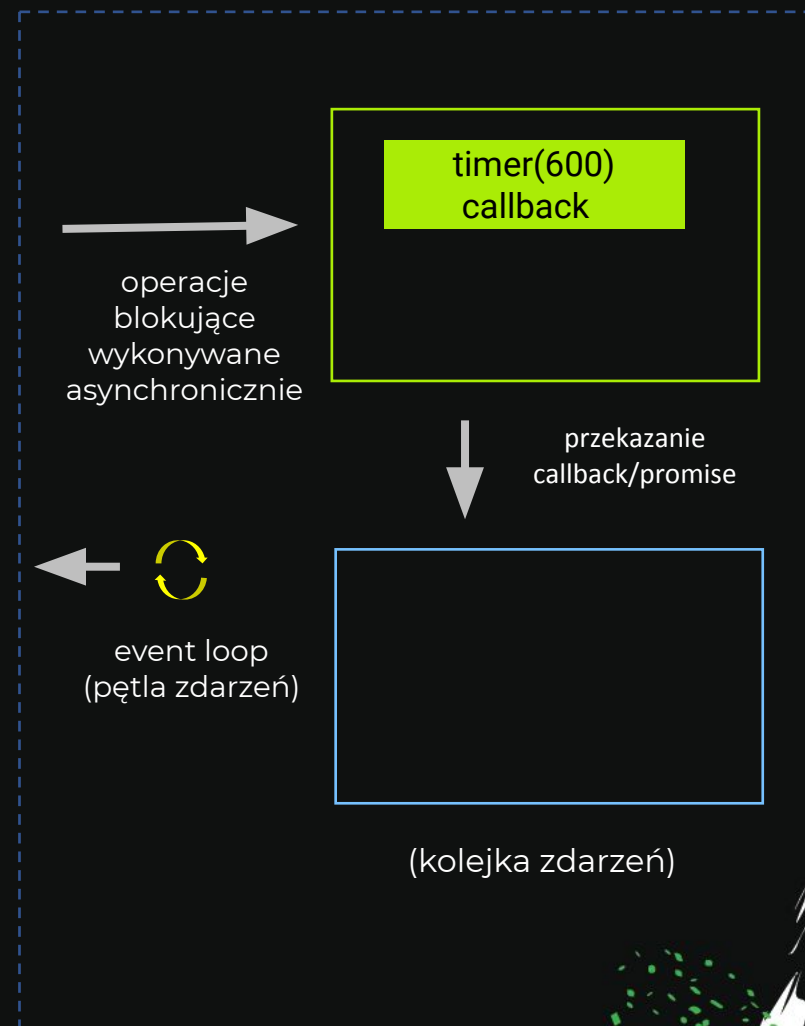 timer(600)
callback
operacje
blokujące
wykonywane
asynchronicznie
przekazanie
callback/promise
event loop
(pętla zdarzeń)
(kolejka zdarzeń)